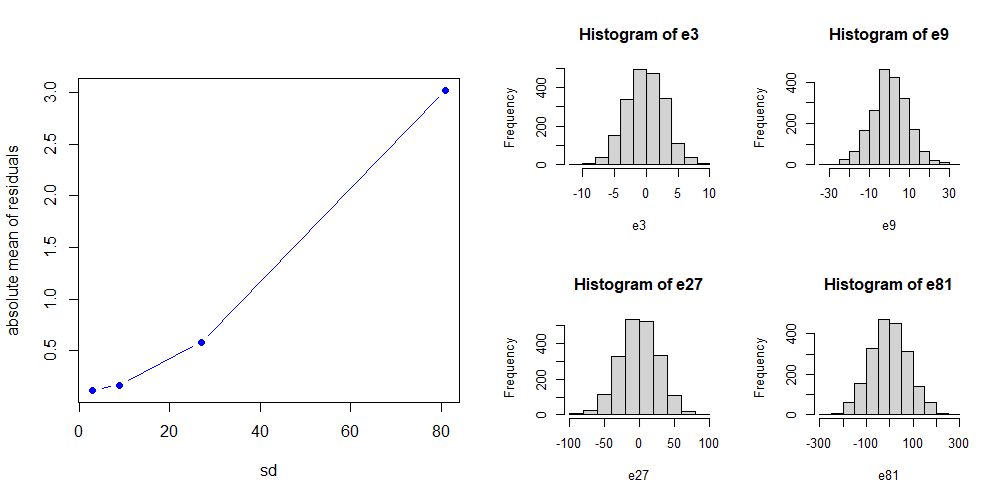 absolute mean of residuals
3.0
2.5
2.0
1.5
1.0
0.5
0 20 40 60 80
sd
Histogram of e3
Frequency
400
200
0
-10 -5 0 5 10
e3
Histogram of e9
Frequency
400
200
0
-30 -10 10 30
e9
Histogram of e27
Frequency
400
200
0
-100 -50 0 50 100
e27
Histogram of e81
Frequency
400
200
0
-300 -100 100 300
e81